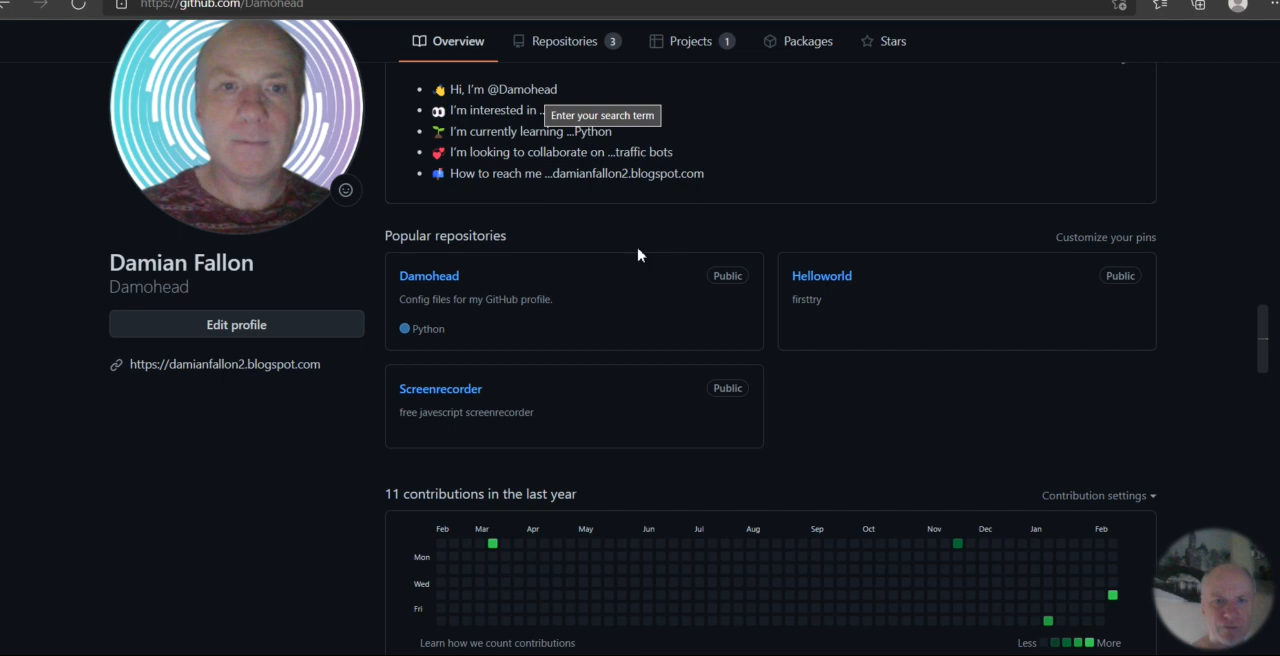 https://github.com/Damohead
Overview
Repositories 3
Projects 1
Packages
Stars
Hi, I'm @Damohead
I'm interested in ..
Enter your search term
I'm currently learning ...Python
I'm looking to collaborate on ...traffic bots
How to reach me ...damianfallon2.blogspot.com
Damian Fallon
Damohead
Edit profile
https://damianfallon2.blogspot.com
Popular repositories
Customize your pins
Damohead
Public
Config files for my GitHub profile.
Python
Helloworld
Public
firsttry
Screenrecorder
Public
free javescript screenrecorder
11 contributions in the last year
Contribution settings
Feb Mar Apr May Jun Jul Aug Sep Oct Nov Dec Jan Feb
Mon
Wed
Fri
Learn how we count contributions
Less
More